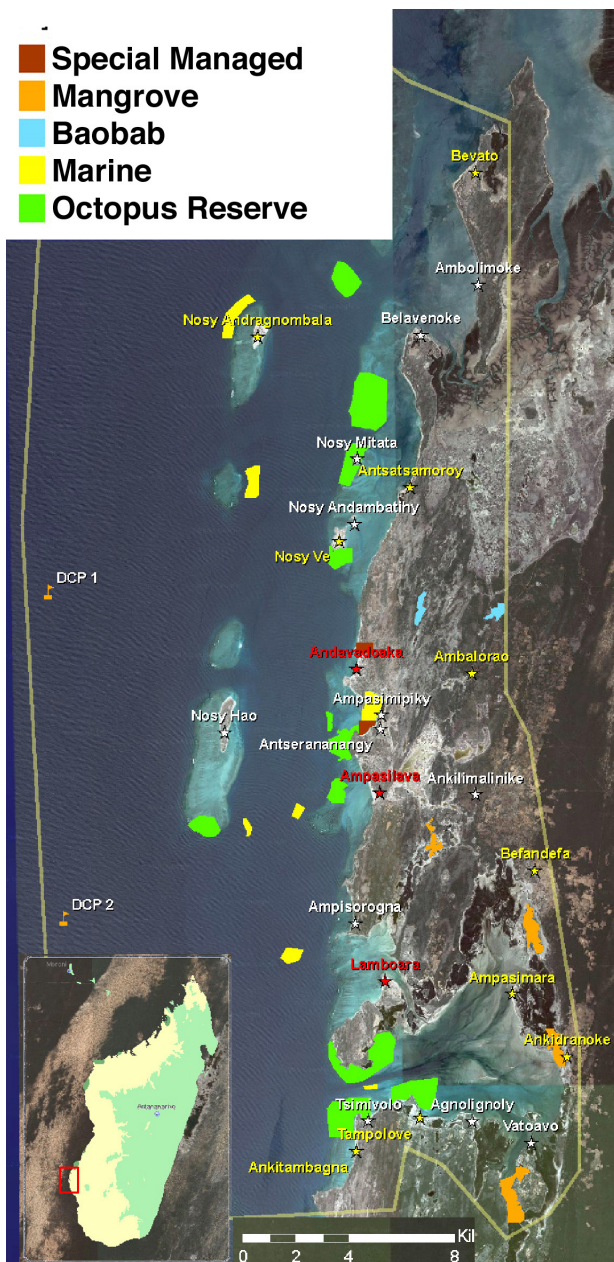 Special Managed
Mangrove
Baobab
Marine
Octopus Reserve
Bevato
Ambolimoke
Nosy Andragnombala
Belavenoke
Nosy Mitata
Antsatsamoroy
Nosy Andambatihy
Nosy Ve
DCP 1
Andavadoaka
Ambalorao
Ampasimipiky
Nosy Hao
Antserananangy
Ampasilava
Ankilimalinike
Befandefa
DCP 2
Ampisorogna
Lamboara
Ampasimara
Ankidranoke
Tsimivolo
Agnolignoly
Tampolove
Vatoavo
Ankitambagna
Antananarivo
Kil
0
4
8